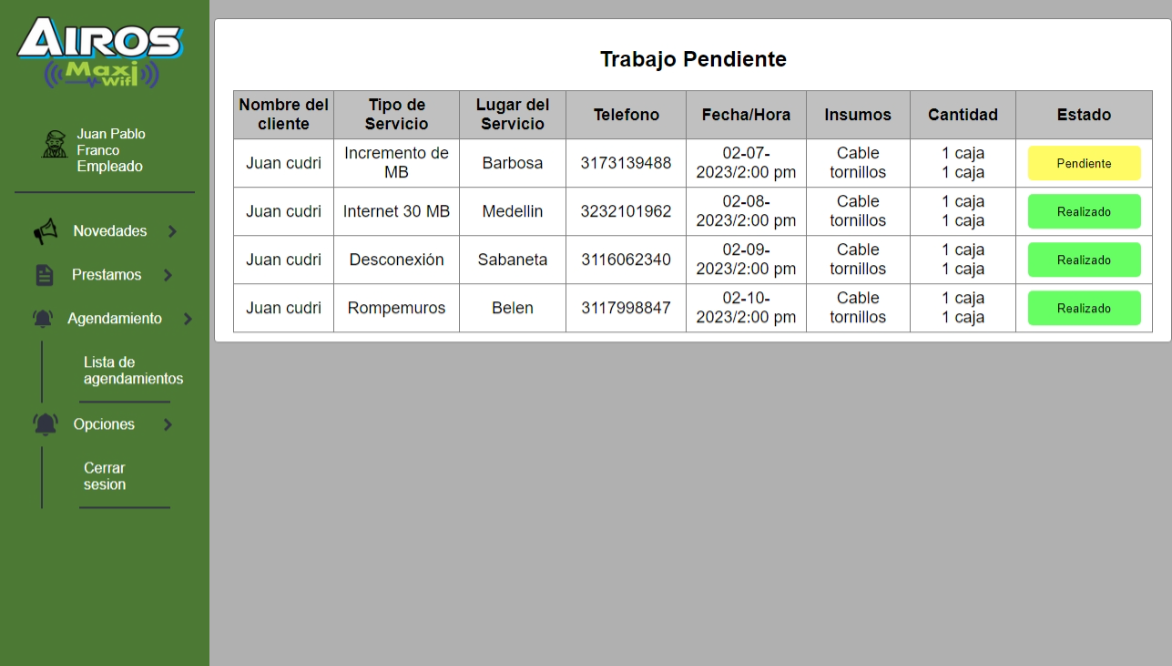 AIROS
Maxi
Wifi
Juan Pablo
Franco
Empleado
Novedades
Prestamos
Agendamiento
Lista de
agendamientos
Opciones
Cerrar
sesion
Trabajo Pendiente
Nombre del
cliente
Tipo de
Servicio
Lugar del
Servicio
Telefono
Fecha/Hora
Insumos
Cantidad
Estado
Juan cudri
Incremento de
MB
Barbosa
3173139488
02-07-
2023/2:00 pm
Cable
tornillos
1 caja
1 caja
Pendiente
Juan cudri
Internet 30 MB
Medellin
3232101962
02-08-
2023/2:00 pm
Cable
tornillos
1 caja
1 caja
Realizado
Juan cudri
Desconexión
Sabaneta
3116062340
02-09-
2023/2:00 pm
Cable
tornillos
1 caja
1 caja
Realizado
Juan cudri
Rompemuros
Belen
3117998847
02-10-
2023/2:00 pm
Cable
tornillos
1 caja
1 caja
Realizado